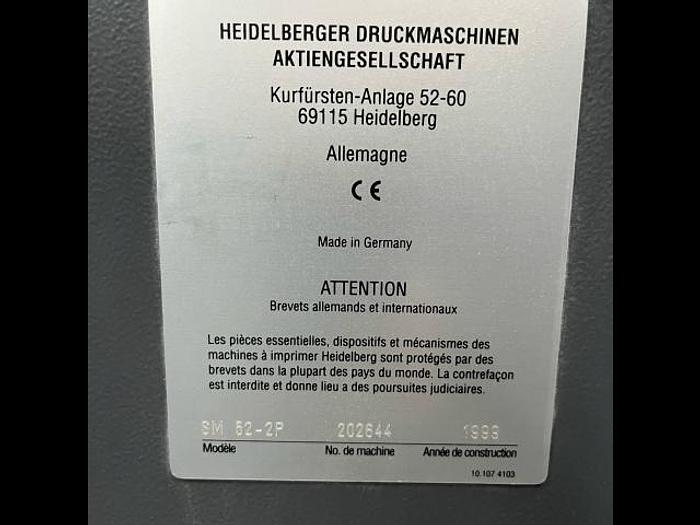 HEIDELBERGER DRUCKMASCHINEN
AKTIENGESELLSCHAFT
Kurfürsten-Anlage 52-60
69115 Heidelberg
Allemagne
CE
Made in Germany
ATTENTION
Brevets allemands et internationaux
Les pièces essentielles, dispositifs et mécanismes des
machines à imprimer Heidelberg sont protégés par des
brevets dans la plupart des pays du monde. La contrefaçon
est interdite et donne lieu a des poursuites judiciaires.
SM 52-2P 202644 1999
Modèle No. de machine Année de construction
10.107 4103